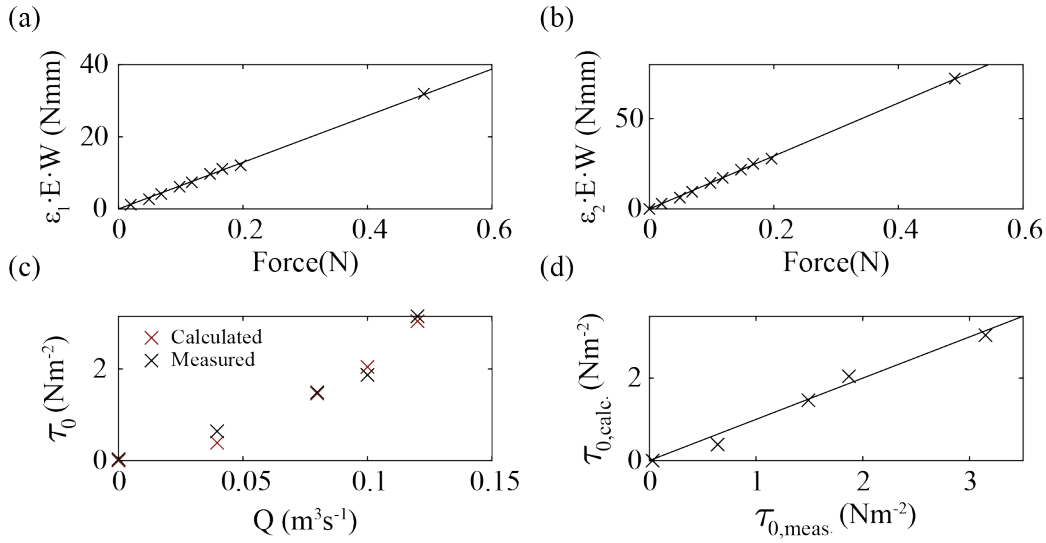 (a)
ε₁·E·W (Nmm)
40
20
0
0 0.2 0.4 0.6
Force(N)
(b)
ε₂·E·W (Nmm)
50
0
0 0.2 0.4 0.6
Force(N)
(c)
τ₀ (Nm⁻²)
2
0
Calculated
Measured
0 0.05 0.1 0.15
Q (m³s⁻¹)
(d)
τ₀,calc. (Nm⁻²)
2
0
0 1 2 3
τ₀,meas. (Nm⁻²)